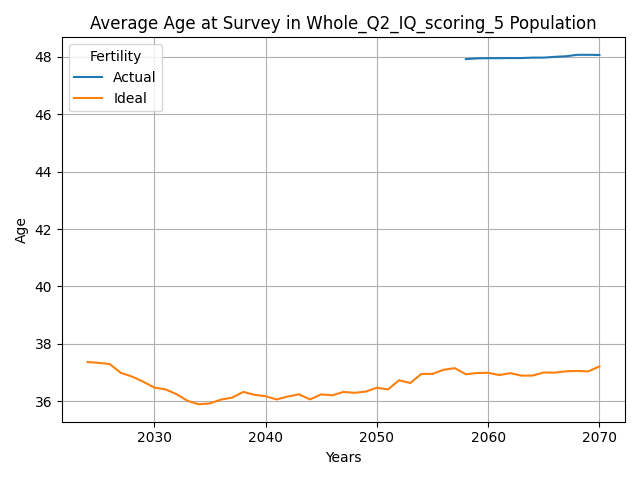 Average Age at Survey in Whole_Q2_IQ_scoring_5 Population
Fertility
Actual
Ideal
48
46
44
42
40
38
36
Age
2030
2040
2050
2060
2070
Years